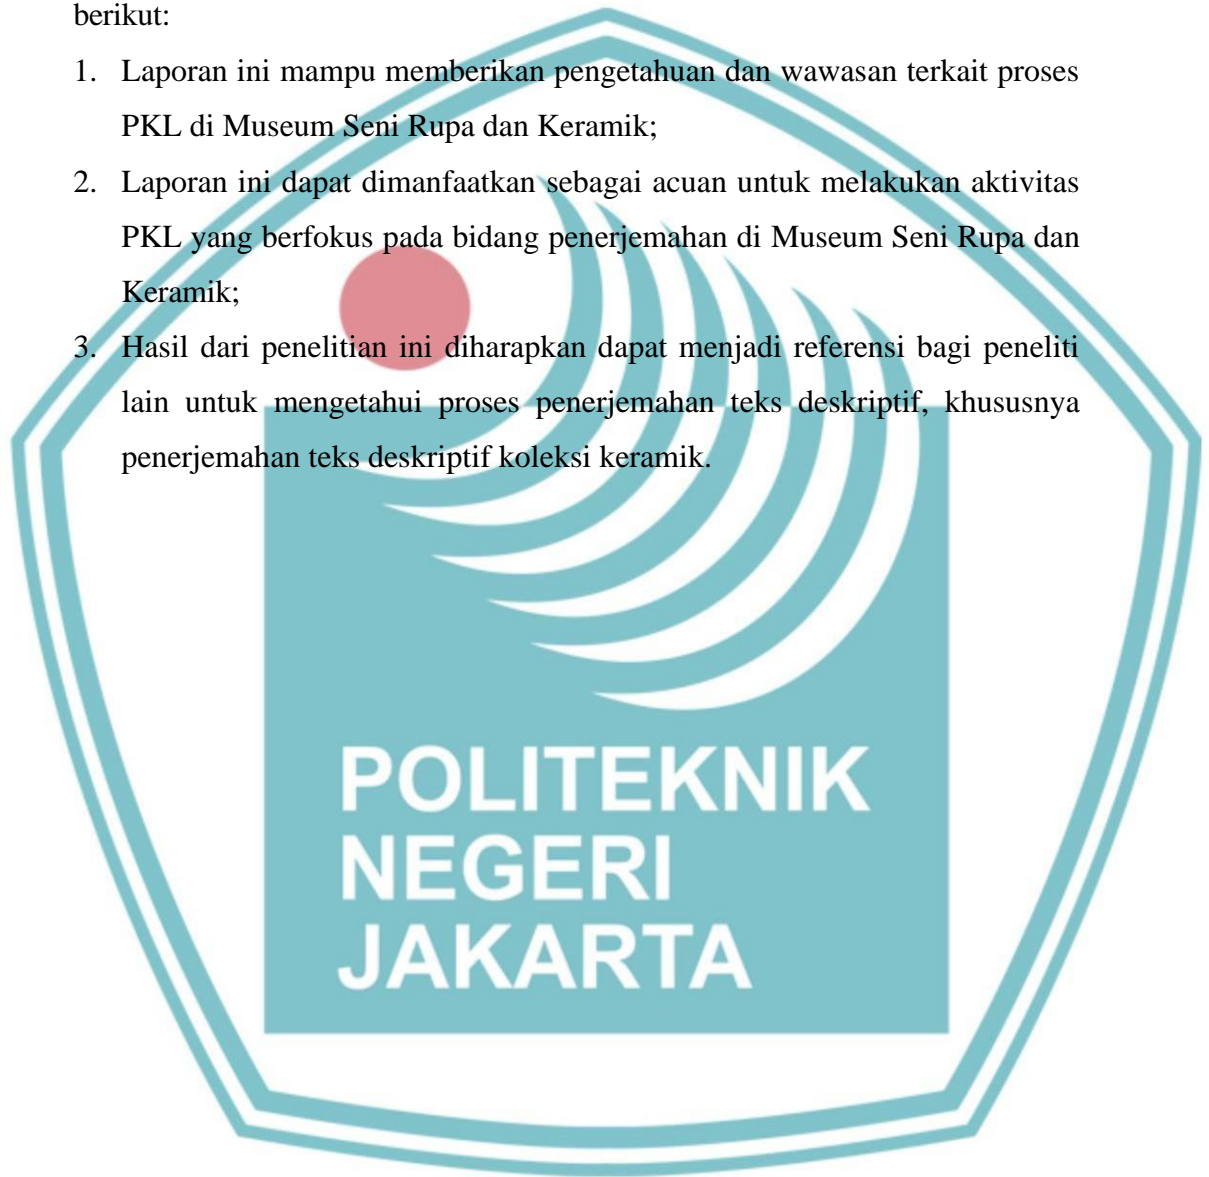 berikut:
1. Laporan ini mampu memberikan pengetahuan dan wawasan terkait proses
PKL di Museum Seni Rupa dan Keramik;
2. Laporan ini dapat dimanfaatkan sebagai acuan untuk melakukan aktivitas
PKL yang berfokus pada bidang penerjemahan di Museum Seni Rupa dan
Keramik;
3. Hasil dari penelitian ini diharapkan dapat menjadi referensi bagi peneliti
lain untuk mengetahui proses penerjemahan teks deskriptif, khususnya
penerjemahan teks deskriptif koleksi keramik.
POLITEKNIK
NEGERI
JAKARTA